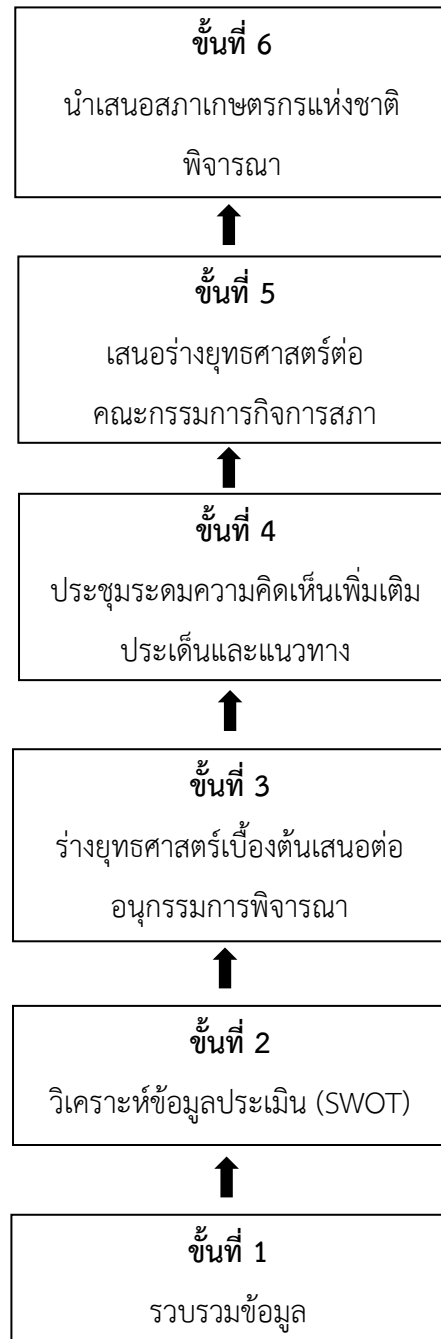 ขั้นที่ 6
นำเสนอสภาเกษตรกรแห่งชาติ
พิจารณา
ขั้นที่ 5
เสนอร่างยุทธศาสตร์ต่อ
คณะกรรมการกิจการสภา
ขั้นที่ 4
ประชุมระดมความคิดเห็นเพิ่มเติม
ประเด็นและแนวทาง
ขั้นที่ 3
ร่างยุทธศาสตร์เบื้องต้นเสนอต่อ
อนุกรรมการพิจารณา
ขั้นที่ 2
วิเคราะห์ข้อมูลประเมิน (SWOT)
ขั้นที่ 1
รวบรวมข้อมูล